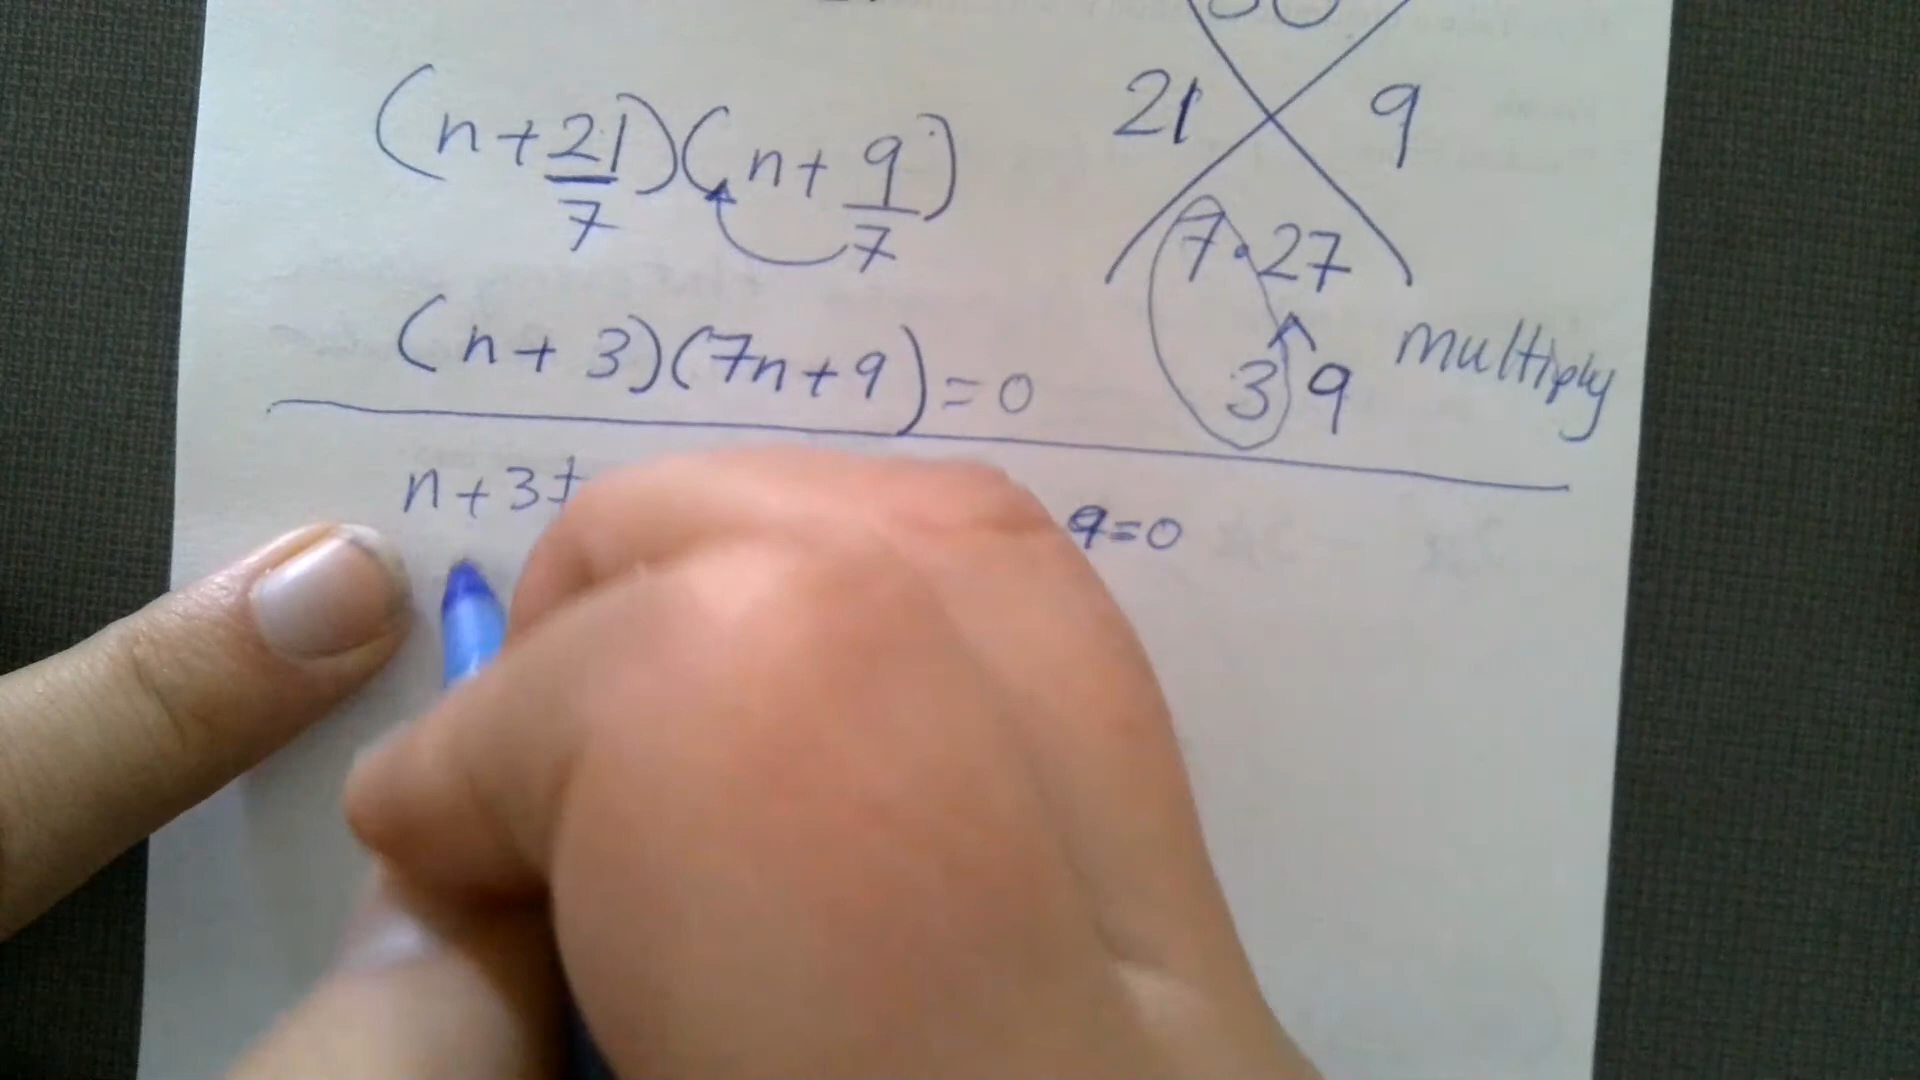 (n + 21/7)(n + 9/7)
21 9
7 · 27
3 9 multiply
(n + 3)(7n + 9) = 0
n + 3
9 = 0